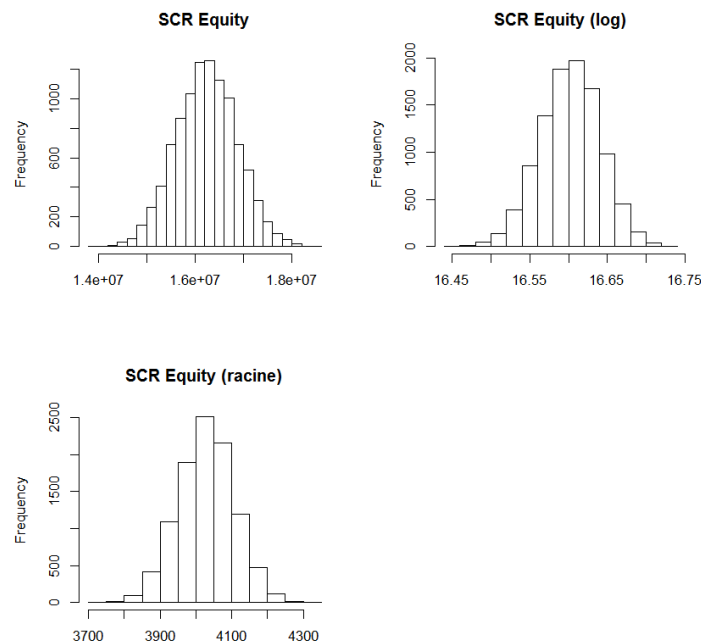 SCR Equity
Frequency
0
200
600
1000
1.4e+07 1.6e+07 1.8e+07
SCR Equity (log)
Frequency
0
500
1000
1500
2000
16.45 16.55 16.65 16.75
SCR Equity (racine)
Frequency
0
500
1500
2500
3700 3900 4100 4300